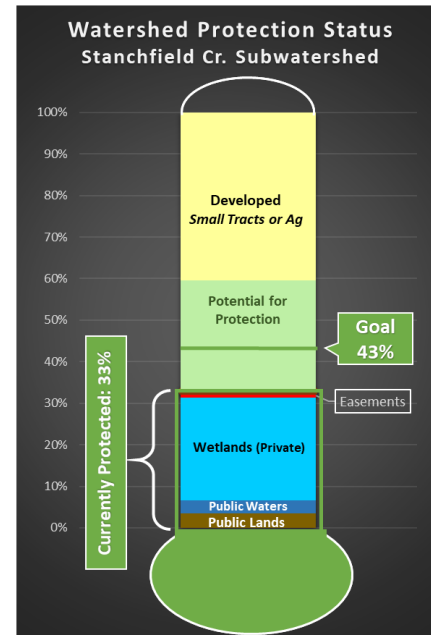 Watershed Protection Status
Stanchfield Cr. Subwatershed
100%
90%
80%
70%
60%
50%
40%
30%
20%
10%
0%
Developed
Small Tracts or Ag
Potential for
Protection
Goal
43%
Easements
Currently Protected: 33%
Wetlands (Private)
Public Waters
Public Lands